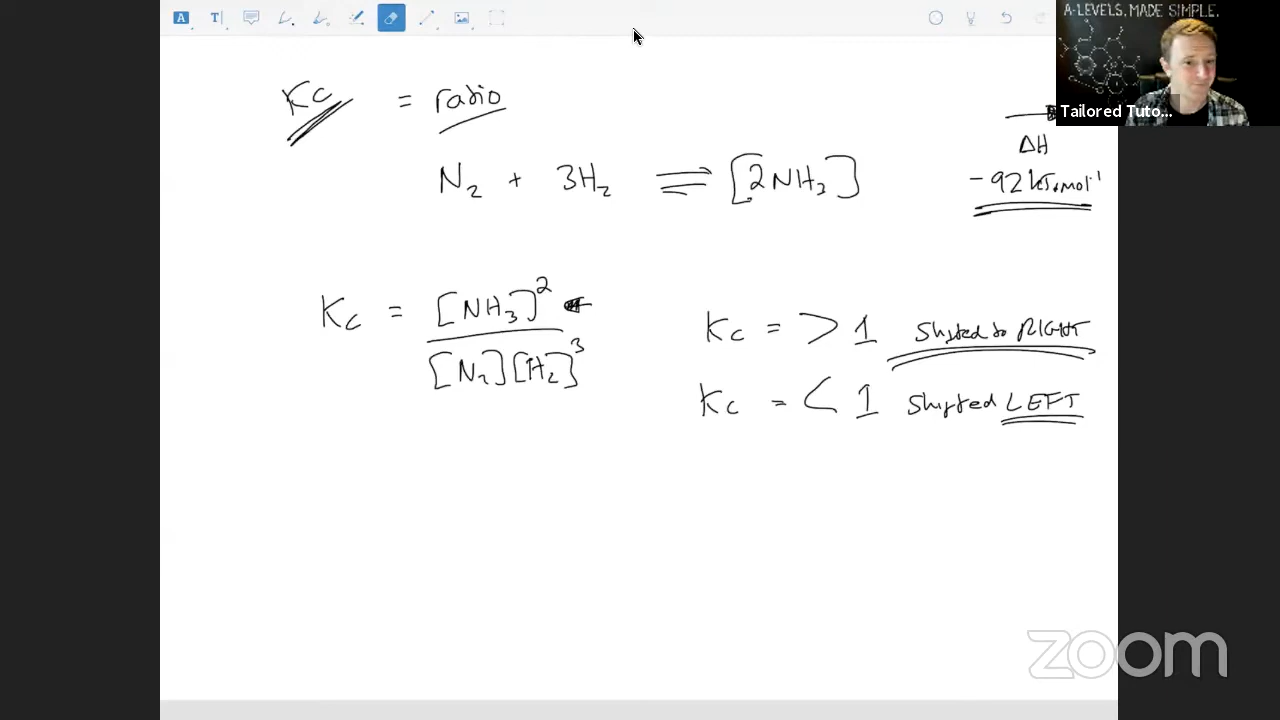 A-LEVELS. MADE SIMPLE.
Tailored Tuto...
Kc = ratio
N2 + 3H2 ⇌ [2NH3]
ΔH
-92 kJ.mol-1
Kc = [NH3]^2
[N2][H2]^3
Kc = > 1 Shifted to RIGHT
Kc = < 1 Shifted LEFT
zoom